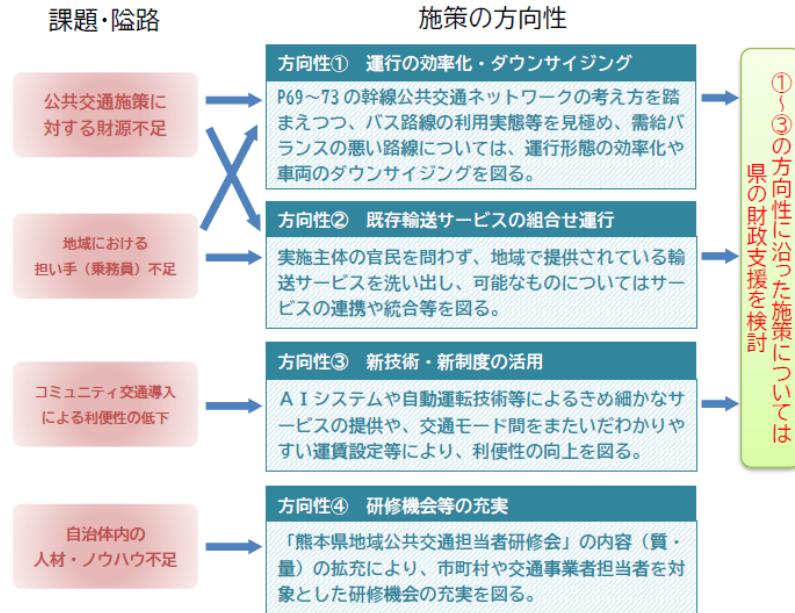 課題・隘路
施策の方向性
公共交通施策に
対する財源不足
地域における
担い手（乗務員）不足
コミュニティ交通導入
による利便性の低下
自治体内の
人材・ノウハウ不足
方向性① 運行の効率化・ダウンサイジング
P69～73の幹線公共交通ネットワークの考え方を踏
まえつつ、バス路線の利用実態等を見極め、需給バ
ランスの悪い路線については、運行形態の効率化や
車両のダウンサイジングを図る。
方向性② 既存輸送サービスの組合せ運行
実施主体の官民を問わず、地域で提供されている輸
送サービスを洗い出し、可能なものについてはサー
ビスの連携や統合等を図る。
方向性③ 新技術・新制度の活用
ＡＩシステムや自動運転技術等によるきめ細かなサ
ービスの提供や、交通モード間をまたいだわかりや
すい運賃設定等により、利便性の向上を図る。
方向性④ 研修機会等の充実
「熊本県地域公共交通担当者研修会」の内容（質・
量）の拡充により、市町村や交通事業者担当者を対
象とした研修機会の充実を図る。
①～③の方向性に沿った施策については
県の財政支援を検討